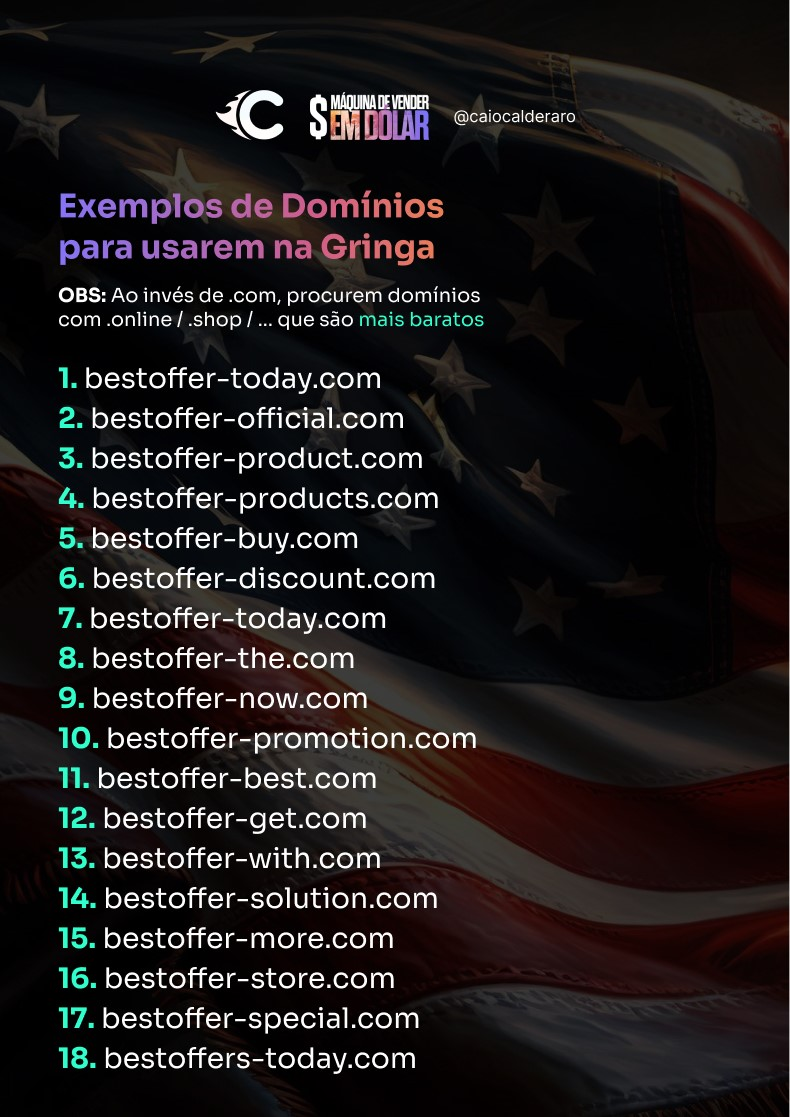 C
MÁQUINA DE VENDER
$EM DÓLAR
@caiocalderaro
Exemplos de Domínios
para usarem na Gringa
OBS: Ao invés de .com, procurem domínios
com .online / .shop / ... que são mais baratos
1. bestoffer-today.com
2. bestoffer-official.com
3. bestoffer-product.com
4. bestoffer-products.com
5. bestoffer-buy.com
6. bestoffer-discount.com
7. bestoffer-today.com
8. bestoffer-the.com
9. bestoffer-now.com
10. bestoffer-promotion.com
11. bestoffer-best.com
12. bestoffer-get.com
13. bestoffer-with.com
14. bestoffer-solution.com
15. bestoffer-more.com
16. bestoffer-store.com
17. bestoffer-special.com
18. bestoffers-today.com